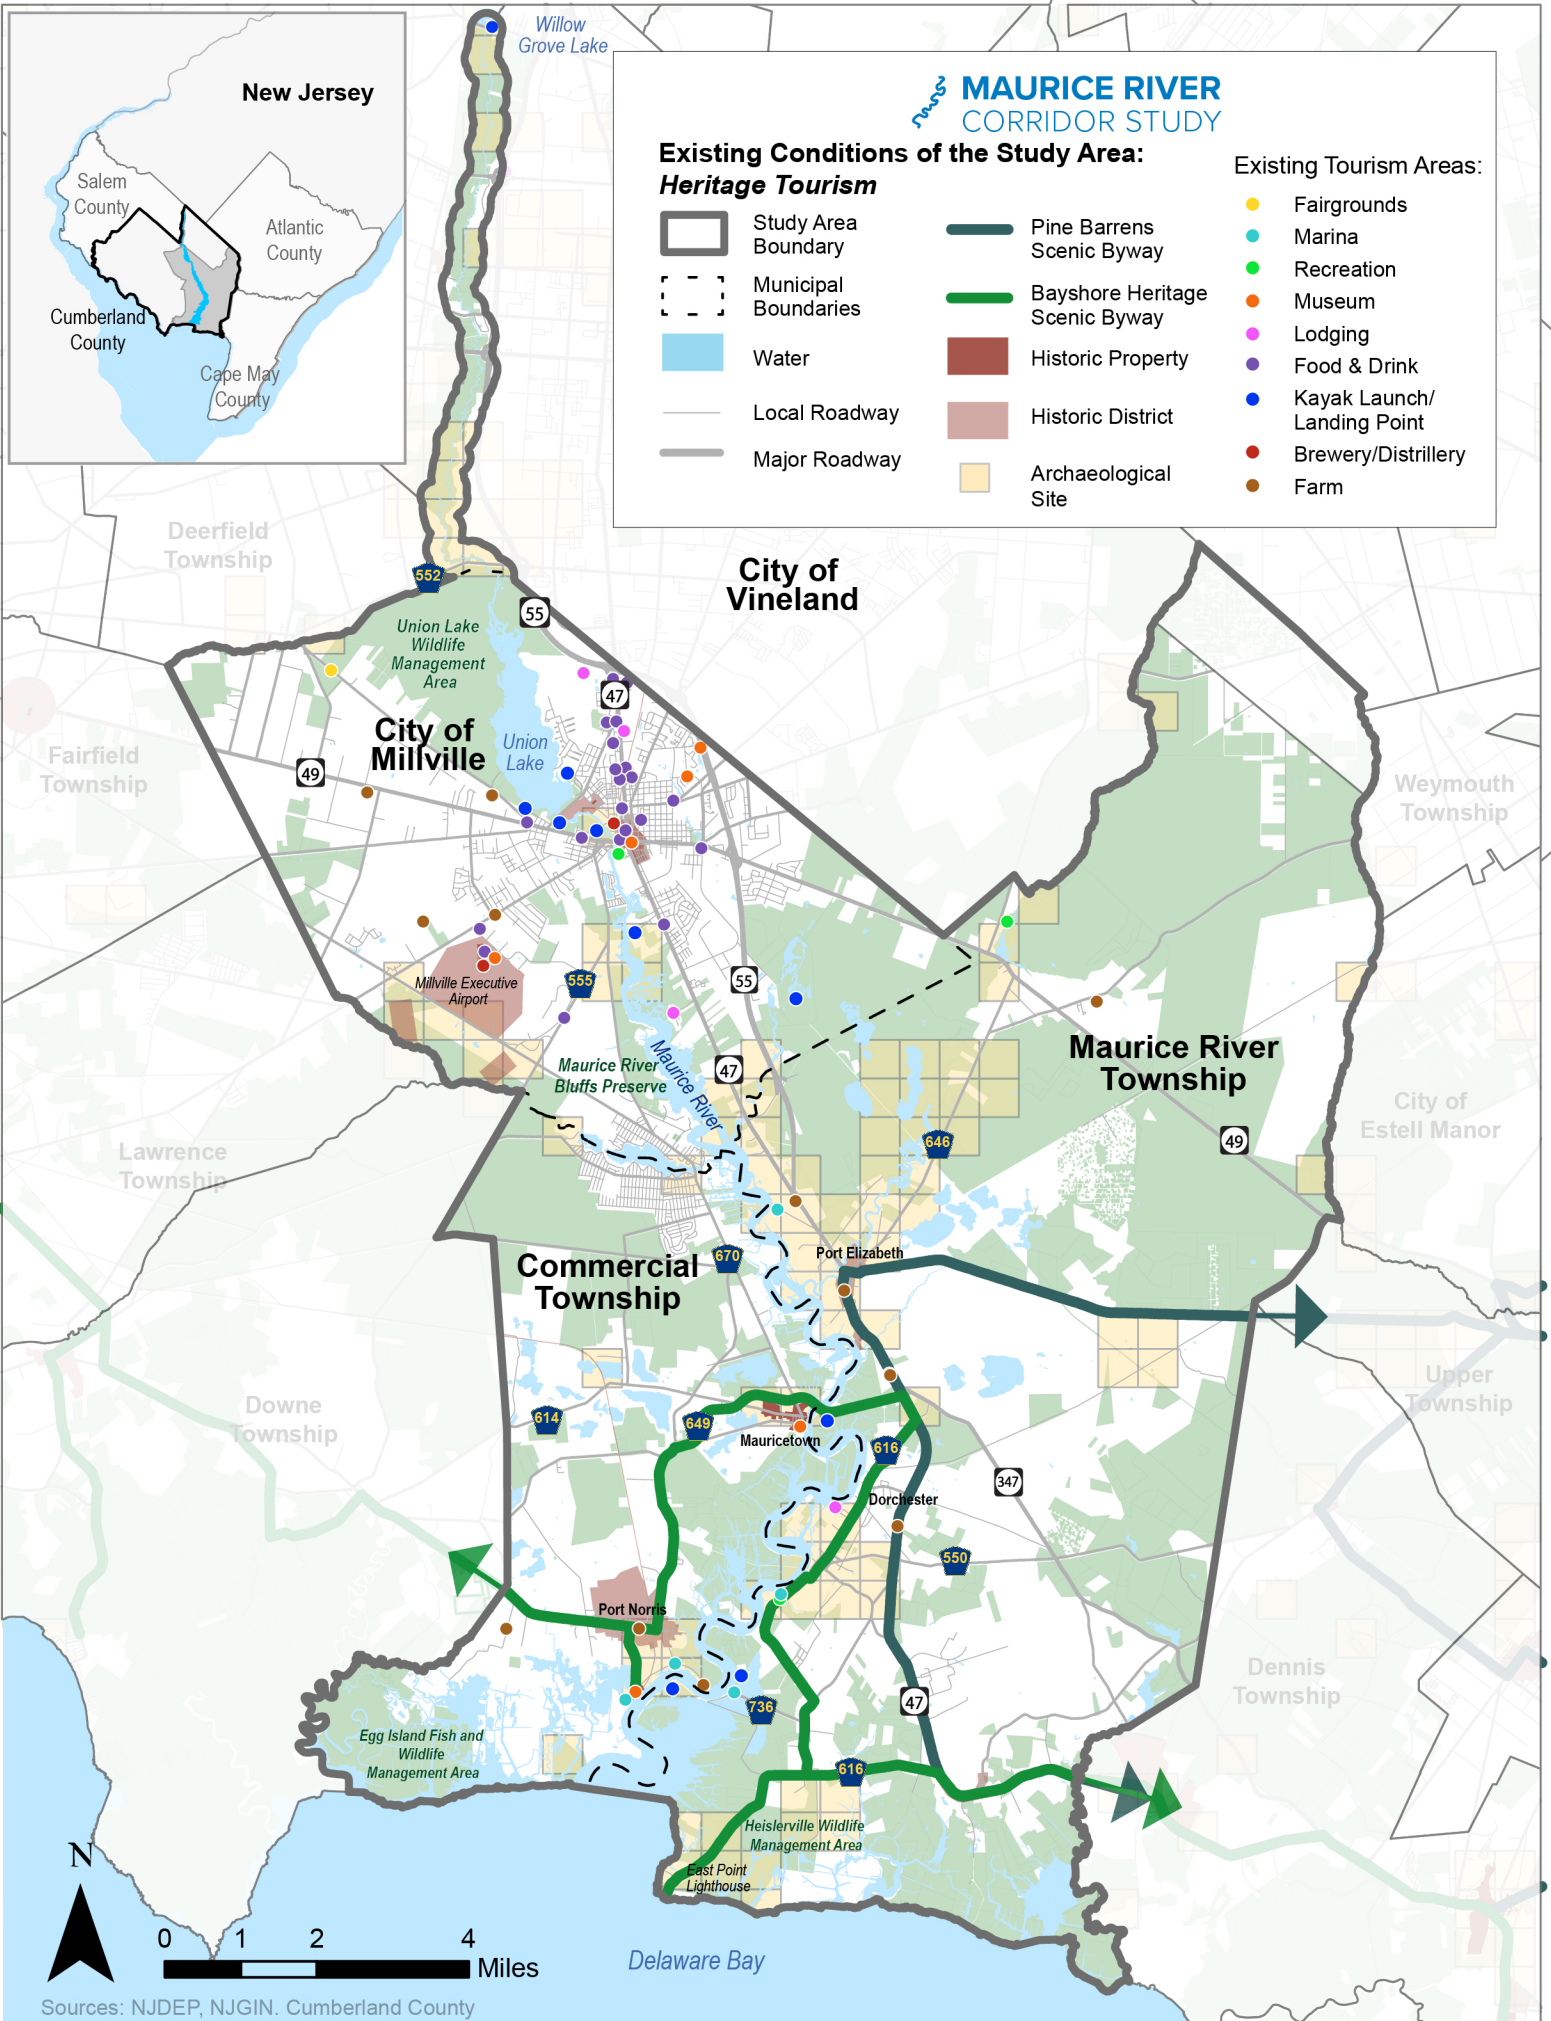 Willow
Grove Lake
New Jersey
Salem
County
Atlantic
County
Cumberland
County
Cape May
County
MAURICE RIVER
CORRIDOR STUDY
Existing Conditions of the Study Area:
Heritage Tourism
Study Area
Boundary
Municipal
Boundaries
Water
Local Roadway
Major Roadway
Pine Barrens
Scenic Byway
Bayshore Heritage
Scenic Byway
Historic Property
Historic District
Archaeological
Site
Existing Tourism Areas:
Fairgrounds
Marina
Recreation
Museum
Lodging
Food & Drink
Kayak Launch/
Landing Point
Brewery/Distrillery
Farm
Deerfield
Township
City of
Vineland
552
55
Union Lake
Wildlife
Management
Area
47
City of
Millville
Union
Lake
49
Fairfield
Township
Weymouth
Township
Millville Executive
Airport
555
55
Maurice River
Bluffs Preserve
Maurice River
47
Maurice River
Township
City of
Estell Manor
646
49
Lawrence
Township
Commercial
Township
670
Port Elizabeth
Downe
Township
Upper
Township
614
649
Mauricetown
616
347
Dorchester
550
Port Norris
Dennis
Township
47
736
Egg Island Fish and
Wildlife
Management Area
616
Heislerville Wildlife
Management Area
East Point
Lighthouse
N
0 1 2 4
Miles
Delaware Bay
Sources: NJDEP, NJGIN. Cumberland County